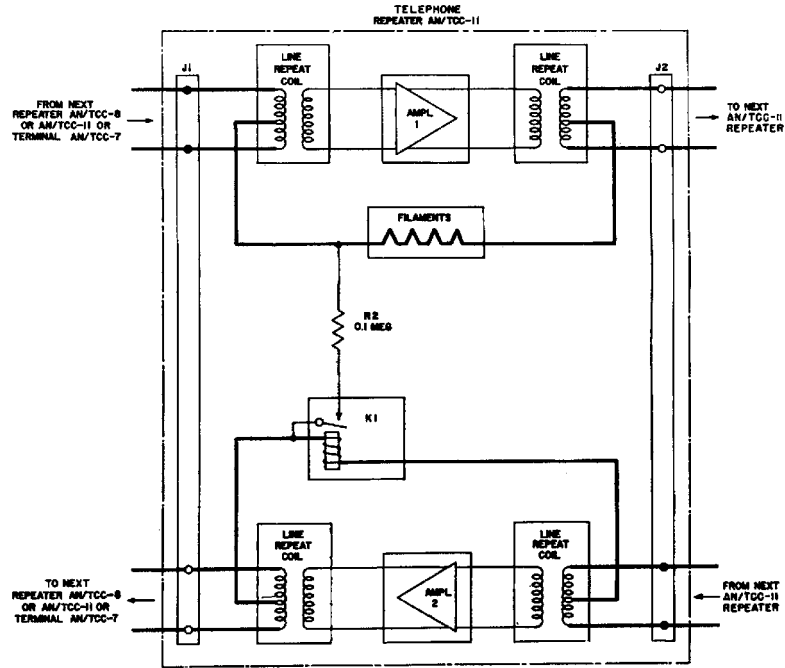 TELEPHONE
REPEATER AN/TCC-11
J1
LINE
REPEAT
COIL
AMPL
1
LINE
REPEAT
COIL
J2
FROM NEXT
REPEATER AN/TCC-8
OR AN/TCC-11 OR
TERMINAL AN/TCC-7
TO NEXT
AN/TCC-11
REPEATER
FILAMENTS
R2
0.1 MEG
K1
LINE
REPEAT
COIL
AMPL
2
LINE
REPEAT
COIL
TO NEXT
REPEATER AN/TCC-8
OR AN/TCC-11 OR
TERMINAL AN/TCC-7
FROM NEXT
AN/TCC-11
REPEATER